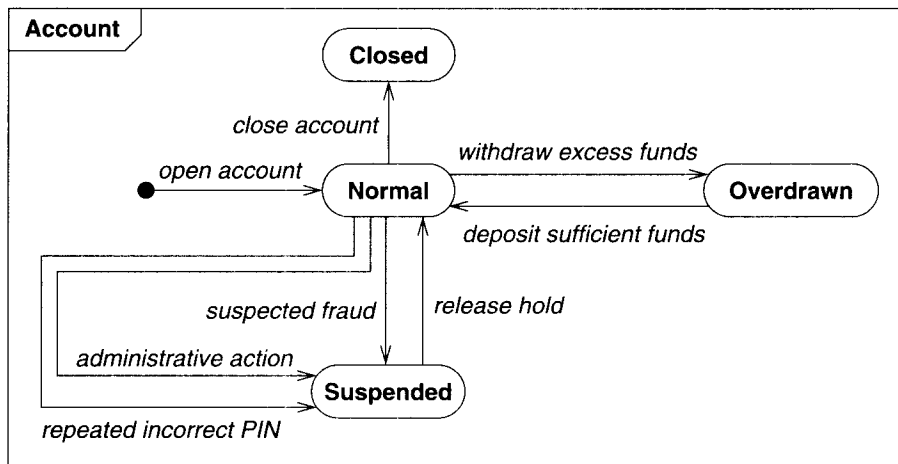 Account
Closed
close account
withdraw excess funds
open account
Normal
Overdrawn
deposit sufficient funds
suspected fraud
release hold
administrative action
Suspended
repeated incorrect PIN